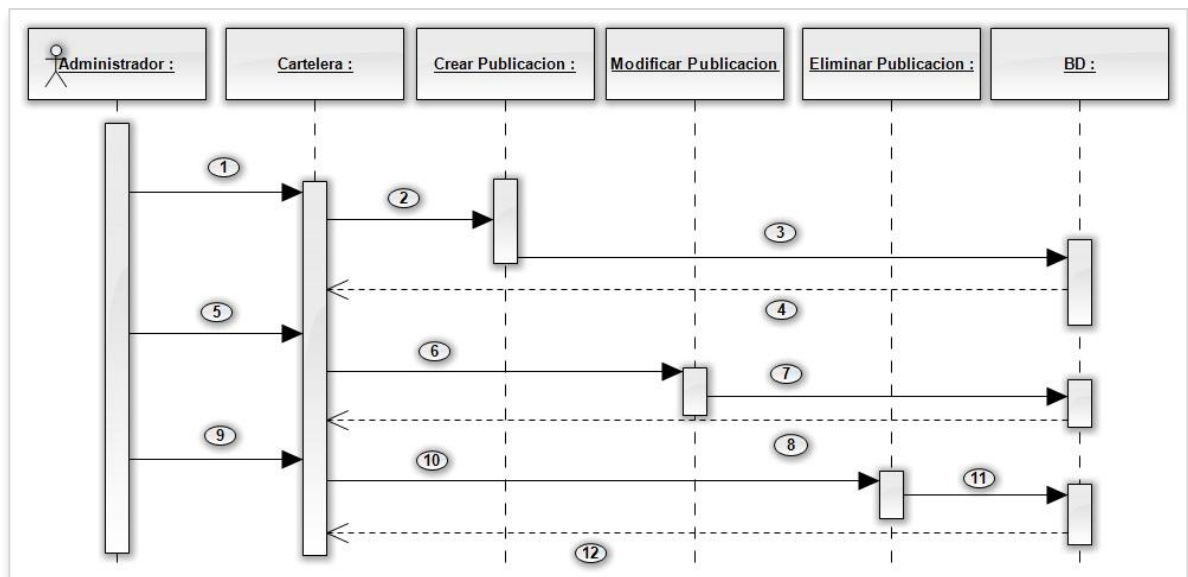 Administrador :
Cartelera :
Crear Publicacion :
Modificar Publicacion
Eliminar Publicacion :
BD :
1
2
3
4
5
6
7
8
9
10
11
12